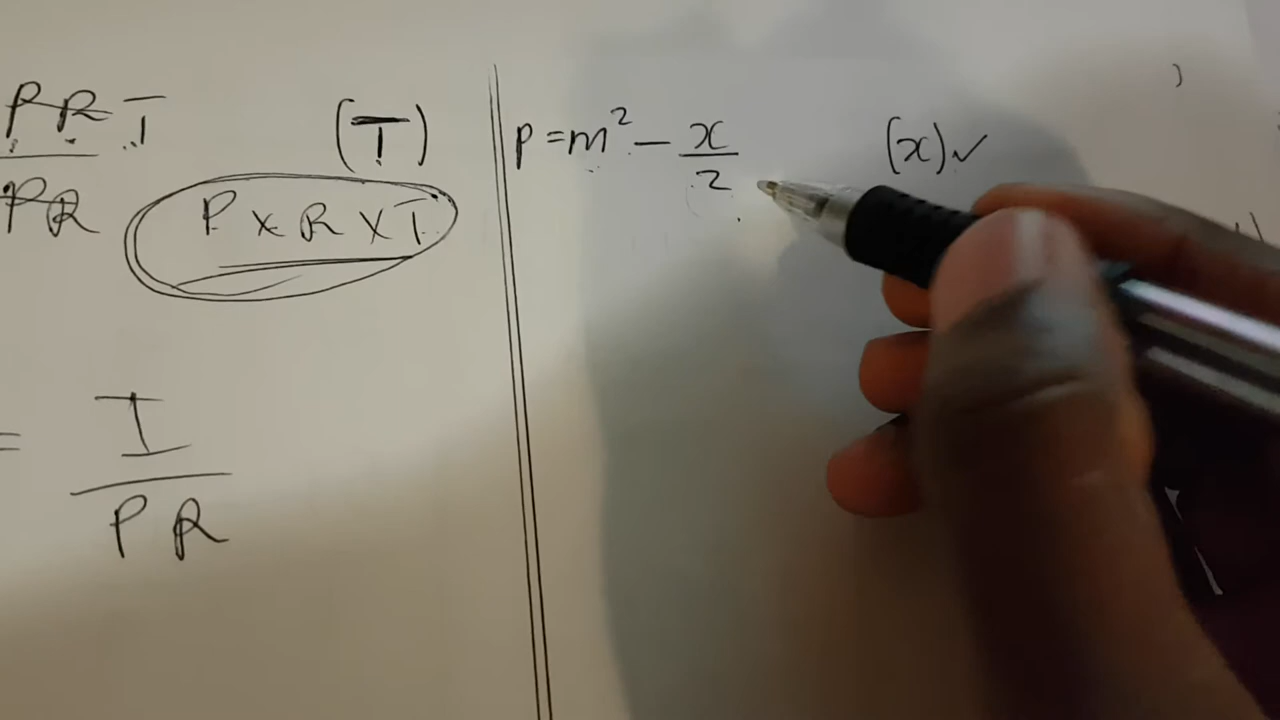 PRT
PR
(T)
P x R x T
= I
PR
p = m² - x
2
(x) ✓